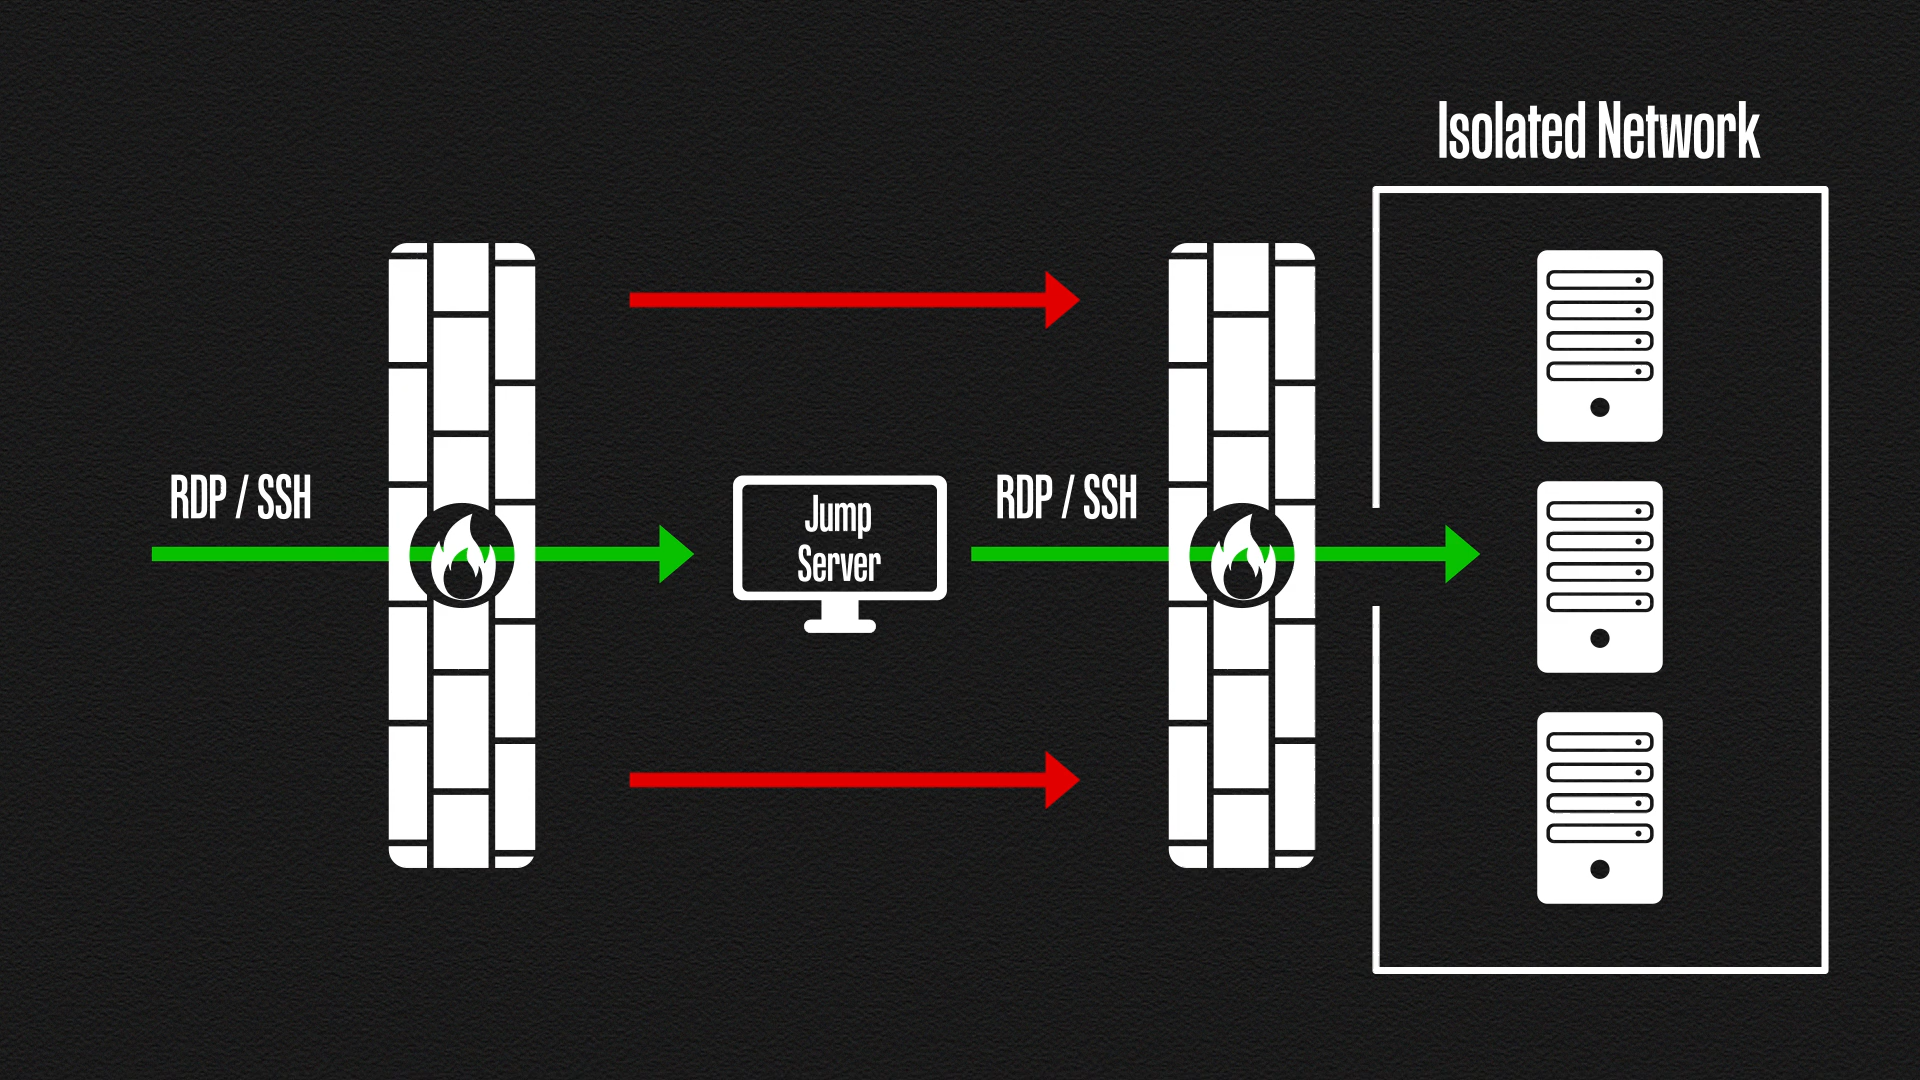 Isolated Network
RDP / SSH
Jump
Server
RDP / SSH